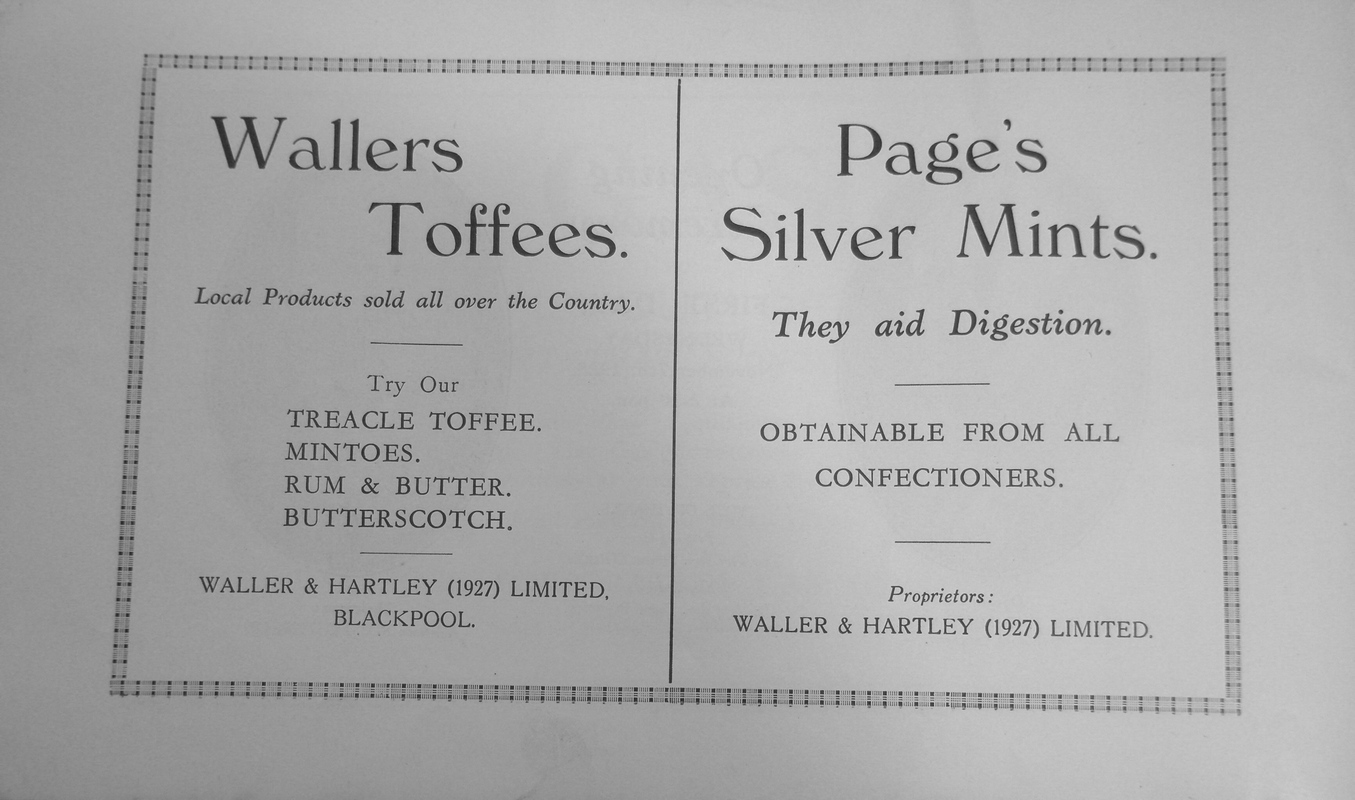 Wallers
Toffees.
Local Products sold all over the Country.
Try Our
TREACLE TOFFEE.
MINTOES.
RUM & BUTTER.
BUTTERSCOTCH.
WALLER & HARTLEY (1927) LIMITED,
BLACKPOOL.
Page's
Silver Mints.
They aid Digestion.
OBTAINABLE FROM ALL
CONFECTIONERS.
Proprietors:
WALLER & HARTLEY (1927) LIMITED.